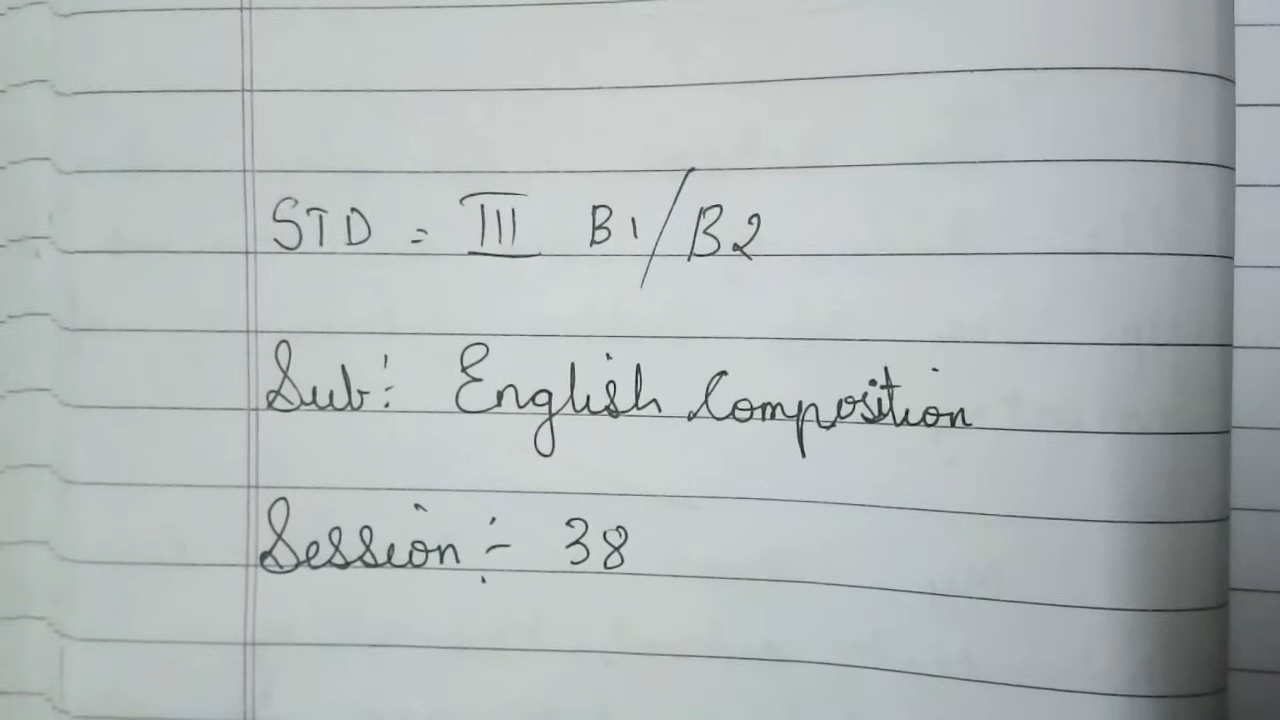 STD = III B1/B2
Sub: English Composition
Session :- 38